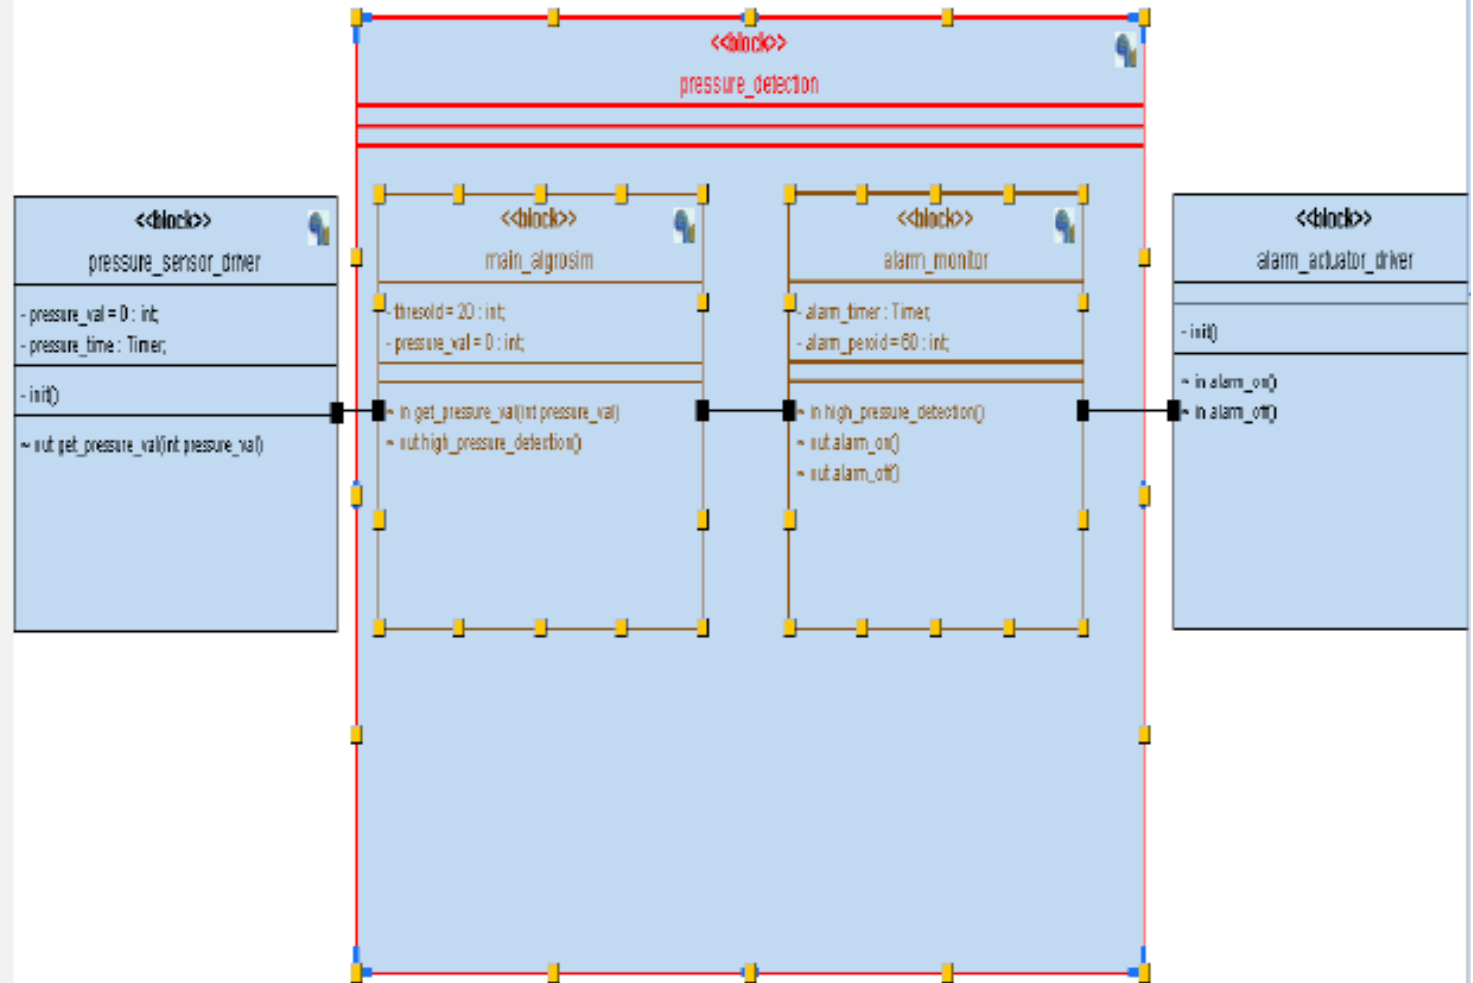 <<block>>
pressure_detection
<<block>>
pressure_sensor_driver
- pressure_val = 0 : int;
- pressure_time : Timer;
- init()
~ out get_pressure_val(int pressure_val)
<<block>>
main_algrosim
- thresold = 20 : int;
- pressure_val = 0 : int;
~ in get_pressure_val(int pressure_val)
~ out high_pressure_detection()
<<block>>
alarm_monitor
- alarm_timer : Timer;
- alarm_peroid = 60 : int;
~ in high_pressure_detection()
~ out alarm_on()
~ out alarm_off()
<<block>>
alarm_actuator_driver
- init()
~ in alarm_on()
~ in alarm_off()